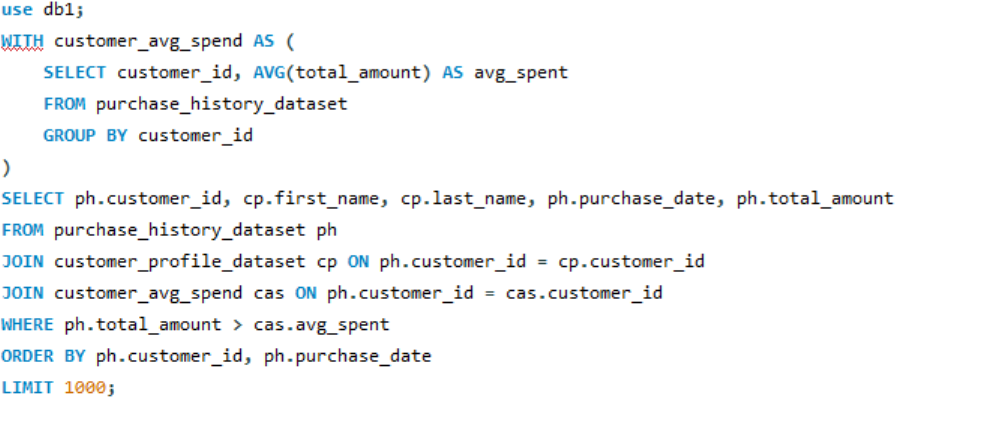 use db1;
WITH customer_avg_spend AS (
    SELECT customer_id, AVG(total_amount) AS avg_spent
    FROM purchase_history_dataset
    GROUP BY customer_id
)
SELECT ph.customer_id, cp.first_name, cp.last_name, ph.purchase_date, ph.total_amount
FROM purchase_history_dataset ph
JOIN customer_profile_dataset cp ON ph.customer_id = cp.customer_id
JOIN customer_avg_spend cas ON ph.customer_id = cas.customer_id
WHERE ph.total_amount > cas.avg_spent
ORDER BY ph.customer_id, ph.purchase_date
LIMIT 1000;